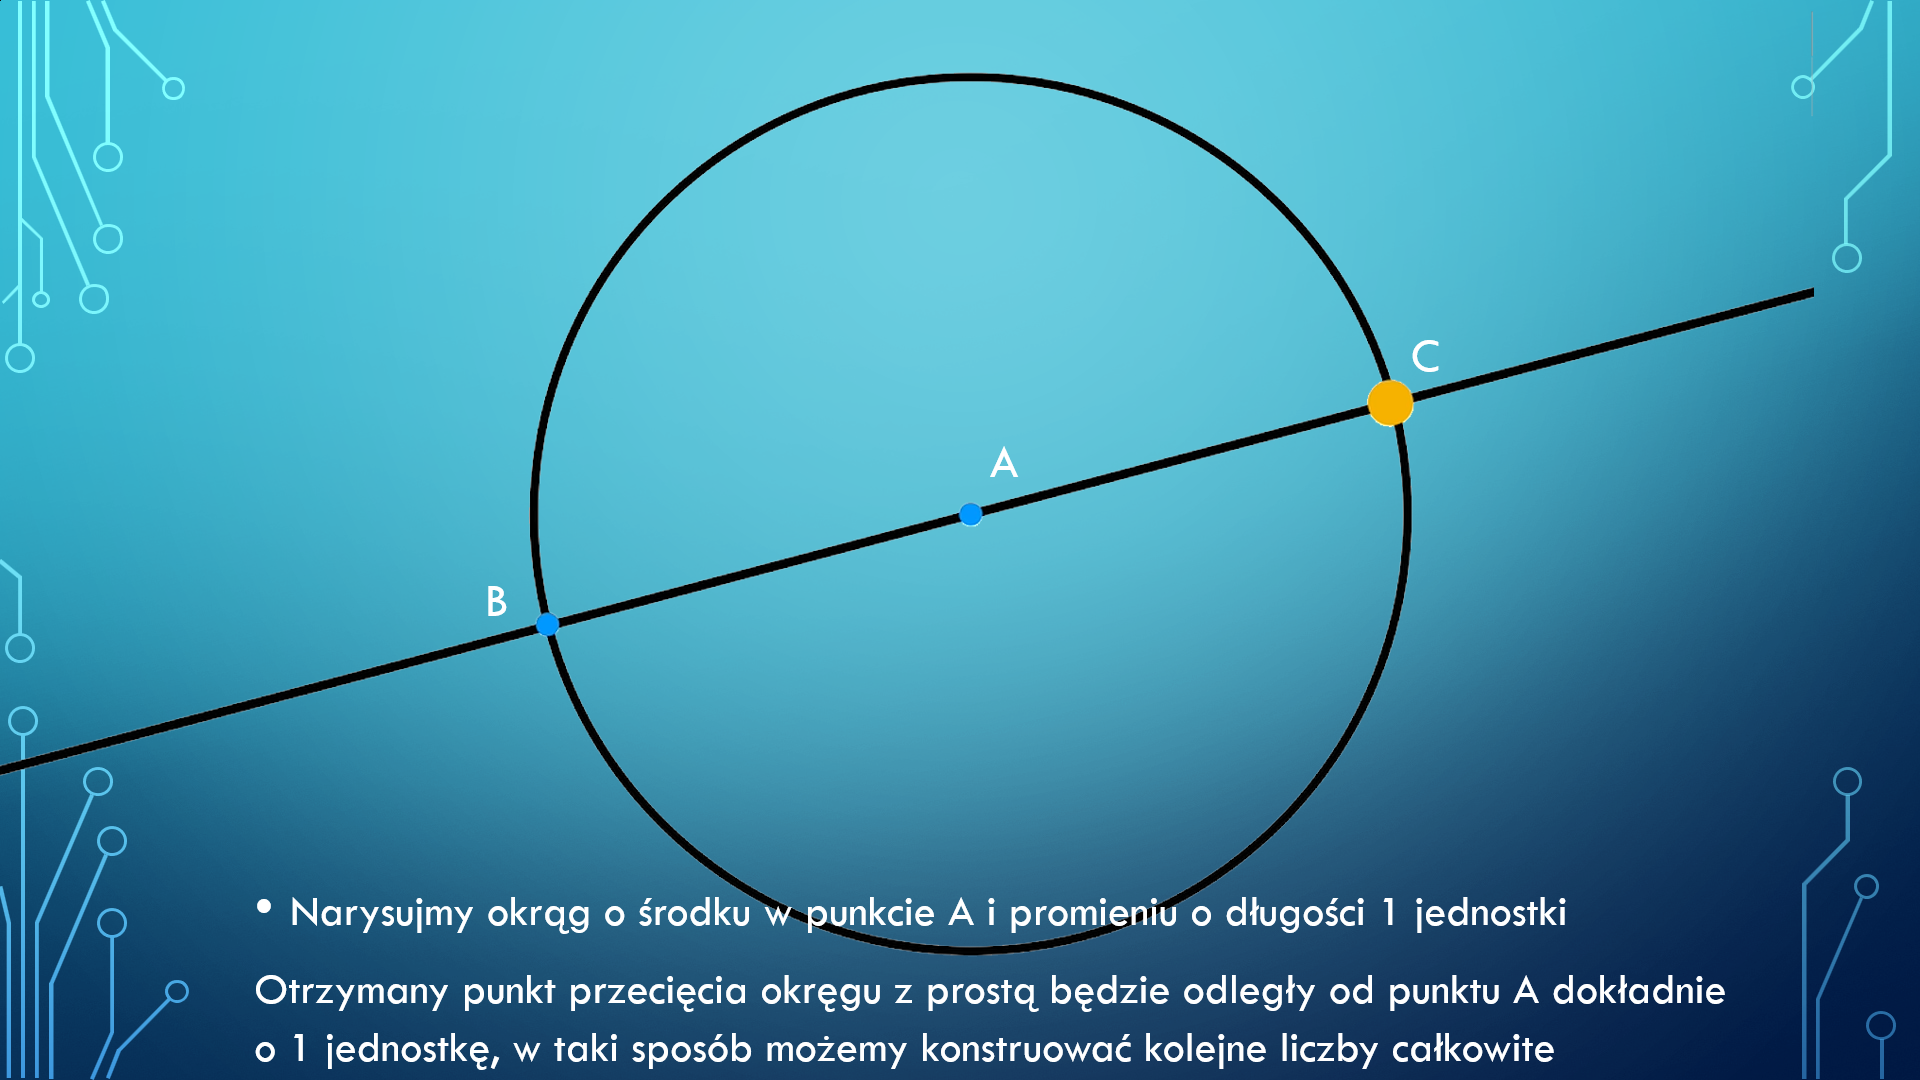 C
A
B
• Narysujmy okrąg o środku w punkcie A i promieniu o długości 1 jednostki
Otrzymany punkt przecięcia okręgu z prostą będzie odległy od punktu A dokładnie
o 1 jednostkę, w taki sposób możemy konstruować kolejne liczby całkowite